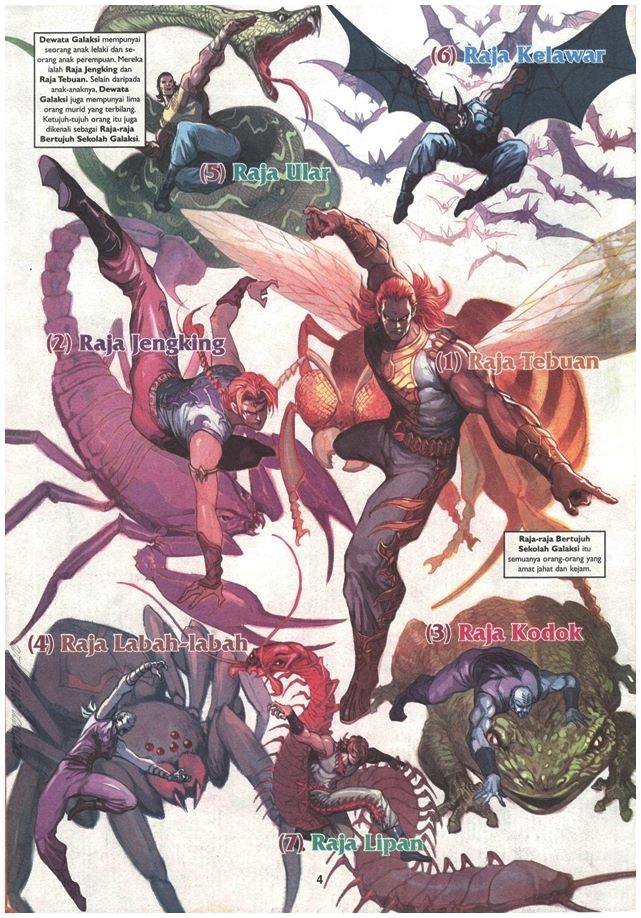 Dewata Galaksi mempunyai
seorang anak lelaki dan se-
orang anak perempuan. Mereka
ialah Raja Jengking dan
Raja Tebuan. Selain daripada
anak-anaknya, Dewata
Galaksi juga mempunyai lima
orang murid yang terbilang.
Ketujuh-tujuh orang itu juga
dikenali sebagai Raja-raja
Bertujuh Sekolah Galaksi.
(6) Raja Kelawar
(5) Raja Ular
(2) Raja Jengking
(1) Raja Tebuan
Raja-raja Bertujuh
Sekolah Galaksi itu
semuanya orang-orang yang
amat jahat dan kejam.
(4) Raja Labah-labah
(3) Raja Kodok
(7) Raja Lipan
4